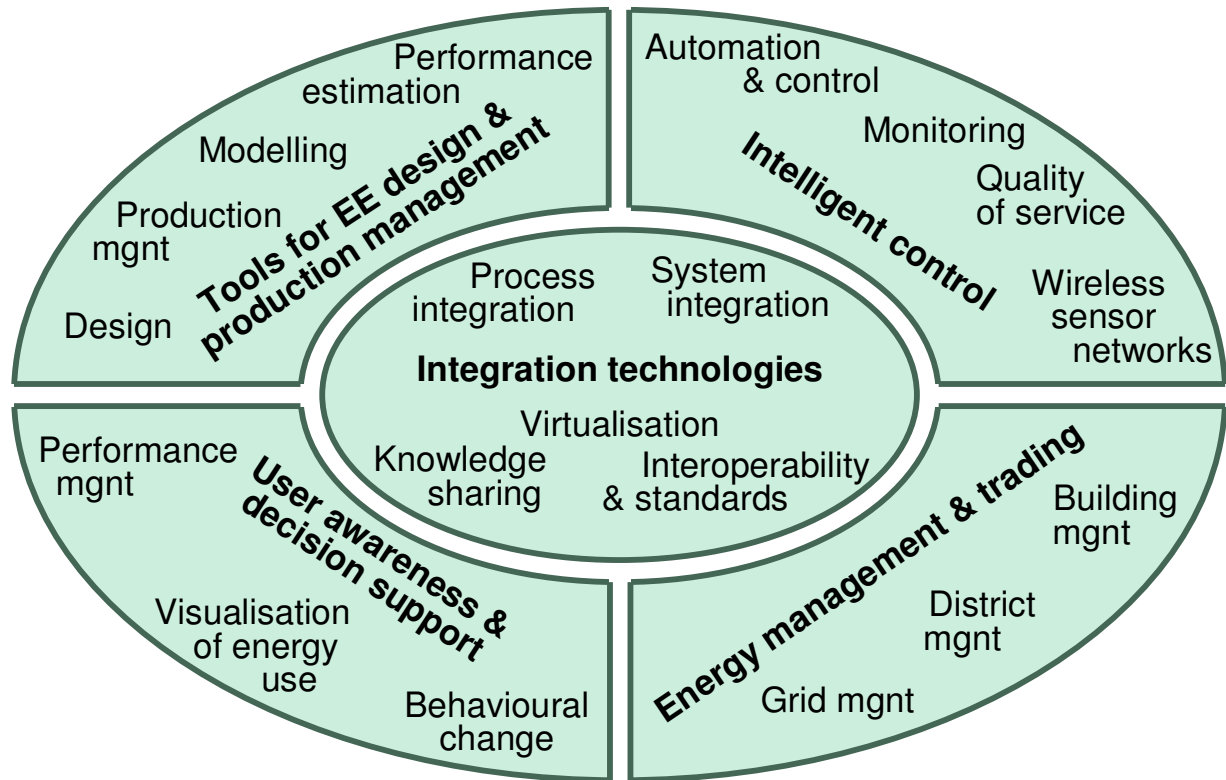 Performance
estimation
Modelling
Production
mgnt
Design
Tools for EE design &
production management
Automation
& control
Monitoring
Quality
of service
Wireless
sensor
networks
Intelligent control
Process
integration
System
integration
Integration technologies
Virtualisation
Knowledge
sharing
Interoperability
& standards
Performance
mgnt
User awareness &
decision support
Visualisation
of energy
use
Behavioural
change
Energy management & trading
Building
mgnt
District
mgnt
Grid mgnt